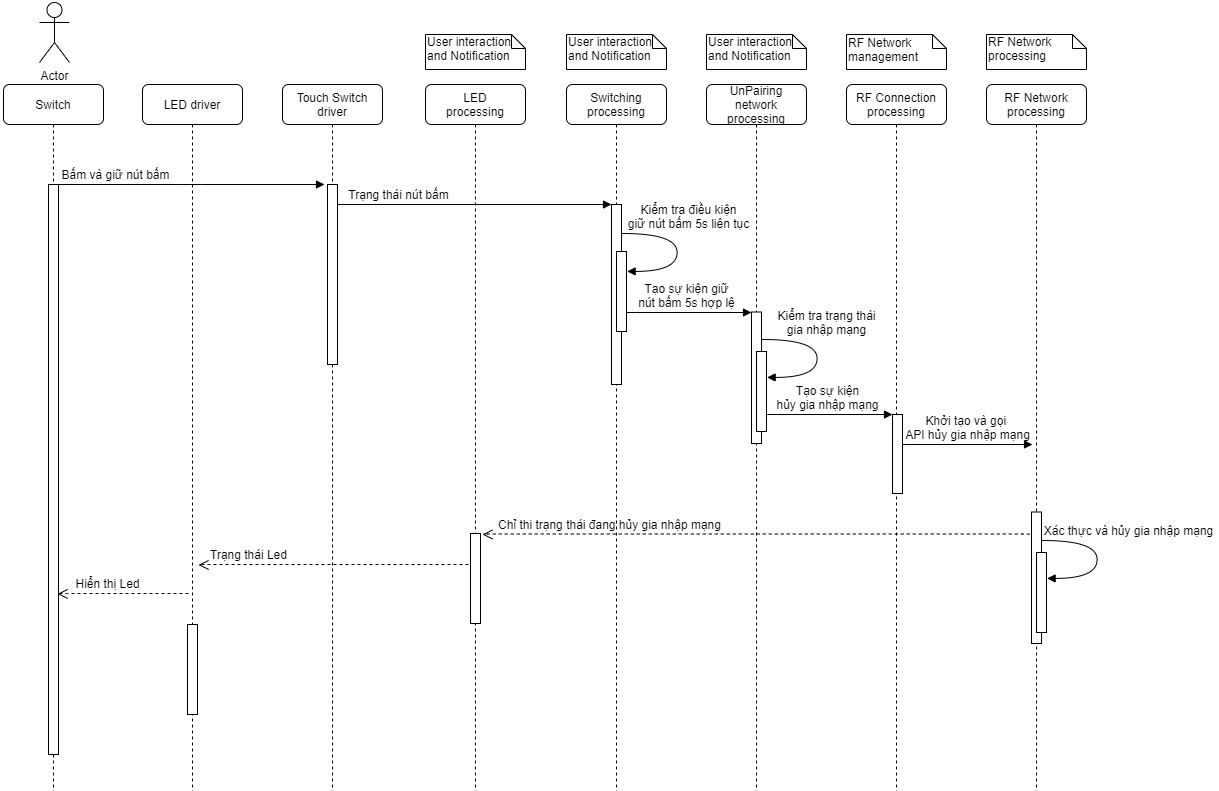 User interaction
and Notification
User interaction
and Notification
User interaction
and Notification
RF Network
management
RF Network
processing
Actor
Switch
LED driver
Touch Switch
driver
LED
processing
Switching
processing
UnPairing
network
processing
RF Connection
processing
RF Network
processing
Bấm và giữ nút bấm
Trạng thái nút bấm
Kiểm tra điều kiện
giữ nút bấm 5s liên tục
Tạo sự kiện giữ
nút bấm 5s hợp lệ
Kiểm tra trạng thái
gia nhập mạng
Tạo sự kiện
hủy gia nhập mạng
Khởi tạo và gọi
API hủy gia nhập mạng
Chỉ thi trạng thái đang hủy gia nhập mạng
Xác thực và hủy gia nhập mạng
Trạng thái Led
Hiển thị Led